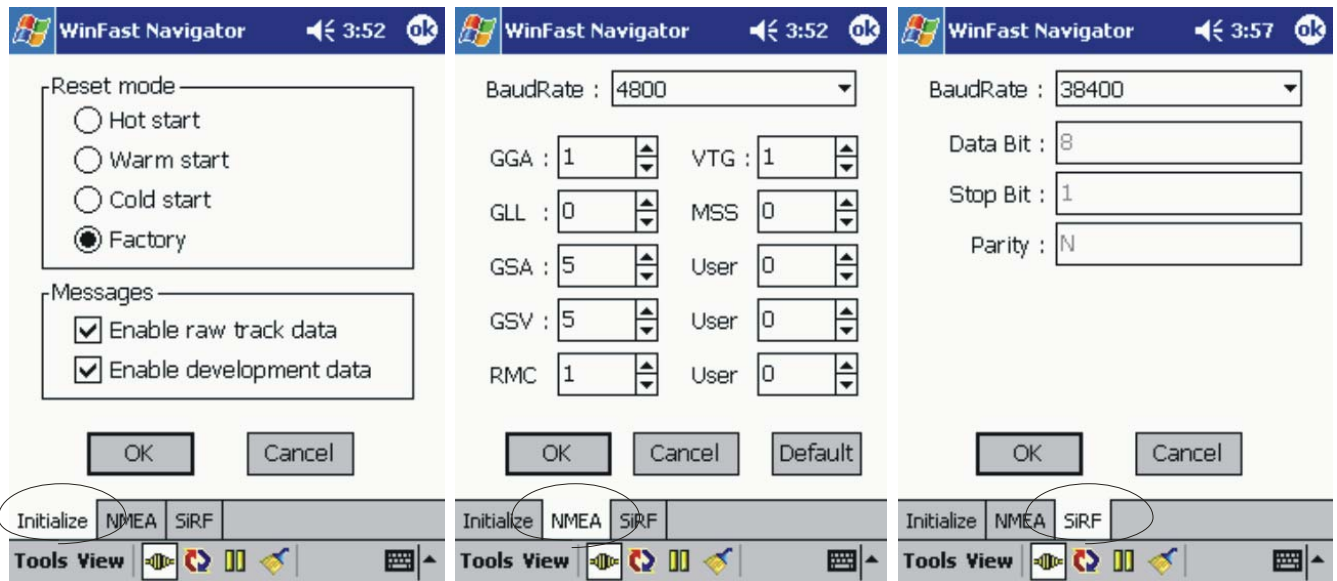 WinFast Navigator 3:52 ok
Reset mode
Hot start
Warm start
Cold start
Factory
Messages
Enable raw track data
Enable development data
OK Cancel
Initialize NMEA SiRF
Tools View
WinFast Navigator 3:52 ok
BaudRate : 4800
GGA : 1 VTG : 1
GLL : 0 MSS 0
GSA : 5 User 0
GSV : 5 User 0
RMC 1 User 0
OK Cancel Default
Initialize NMEA SiRF
Tools View
WinFast Navigator 3:57 ok
BaudRate : 38400
Data Bit : 8
Stop Bit : 1
Parity : N
OK Cancel
Initialize NMEA SiRF
Tools View